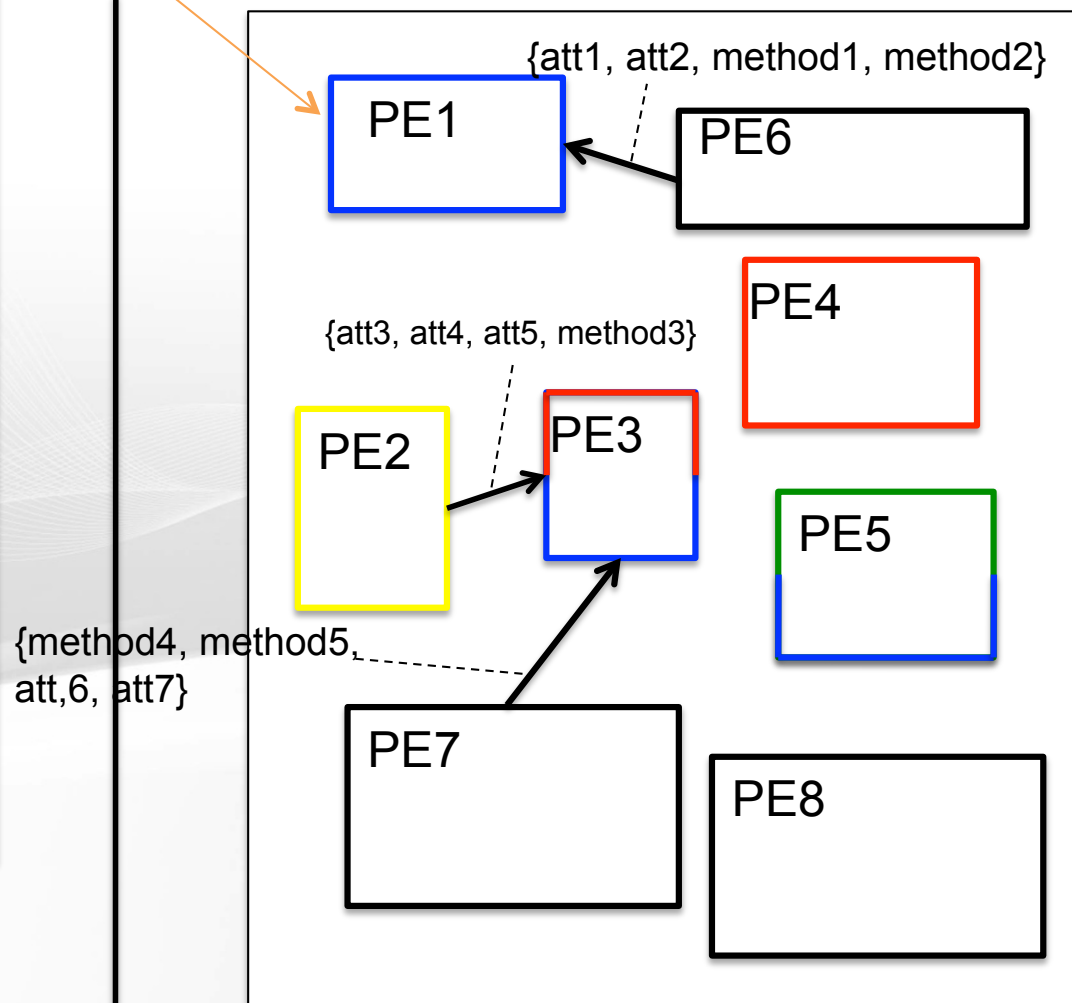 {att1, att2, method1, method2}
PE1
PE6
PE4
{att3, att4, att5, method3}
PE2
PE3
PE5
{method4, method5,
att,6, att7}
PE7
PE8